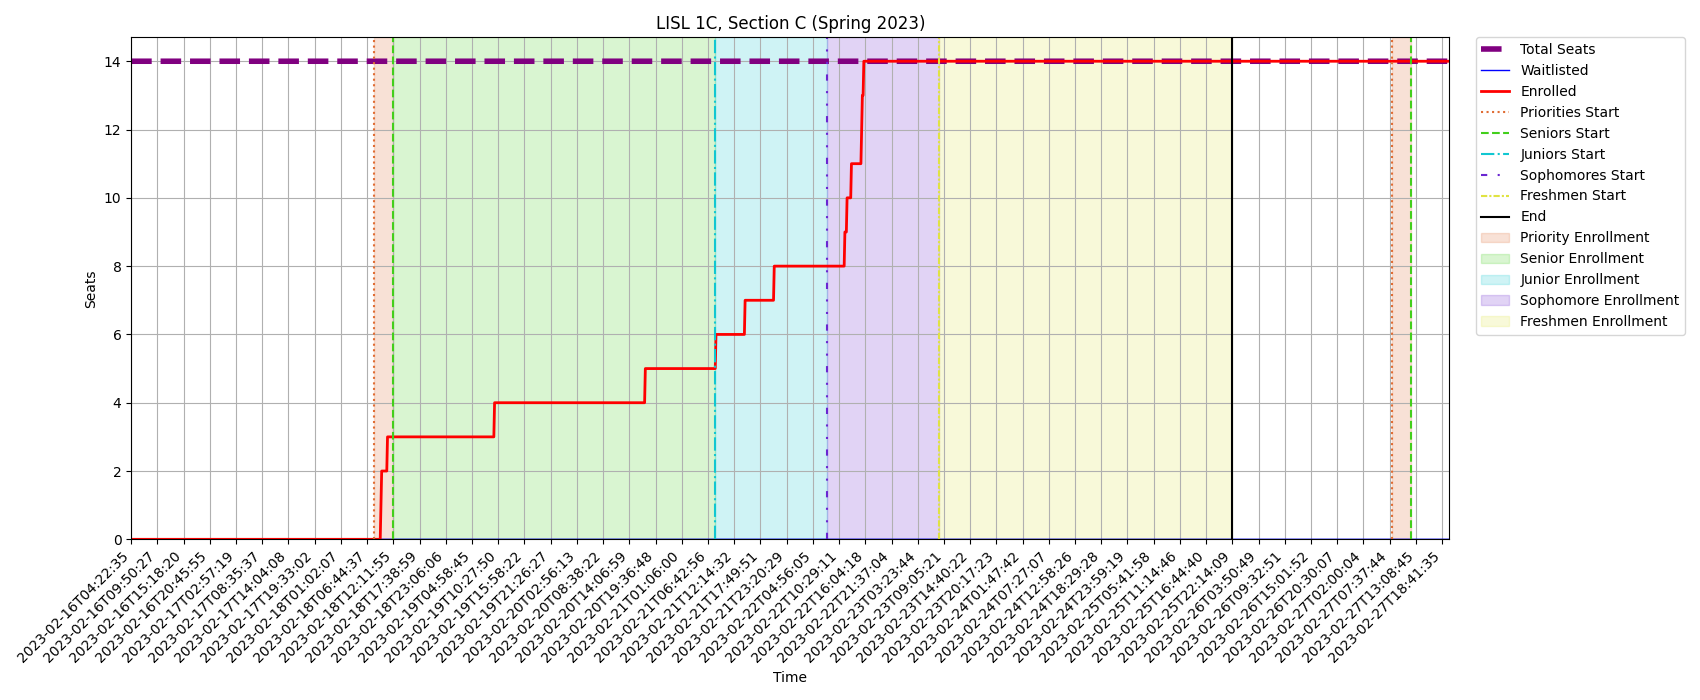 LISL 1C, Section C (Spring 2023)
14
12
10
8
6
4
2
0
Seats
2023-02-16T04:22:35
2023-02-16T09:50:27
2023-02-16T15:18:20
2023-02-16T20:45:55
2023-02-17T02:57:19
2023-02-17T08:35:37
2023-02-17T14:04:08
2023-02-17T19:33:02
2023-02-18T01:02:07
2023-02-18T06:44:37
2023-02-18T12:11:55
2023-02-18T17:38:59
2023-02-18T23:06:06
2023-02-19T04:58:45
2023-02-19T10:27:50
2023-02-19T15:58:22
2023-02-19T21:26:27
2023-02-20T02:56:13
2023-02-20T08:38:22
2023-02-20T14:06:59
2023-02-20T19:36:48
2023-02-21T01:06:00
2023-02-21T06:42:56
2023-02-21T12:14:32
2023-02-21T17:49:51
2023-02-21T23:20:29
2023-02-22T04:56:05
2023-02-22T10:29:11
2023-02-22T16:04:18
2023-02-22T21:37:04
2023-02-23T03:23:44
2023-02-23T09:05:21
2023-02-23T14:40:22
2023-02-23T20:17:23
2023-02-24T01:47:42
2023-02-24T07:27:07
2023-02-24T12:58:26
2023-02-24T18:29:28
2023-02-24T23:59:19
2023-02-25T05:41:58
2023-02-25T11:14:46
2023-02-25T16:44:40
2023-02-25T22:14:09
2023-02-26T03:50:49
2023-02-26T09:32:51
2023-02-26T15:01:52
2023-02-26T20:30:07
2023-02-27T02:00:04
2023-02-27T07:37:44
2023-02-27T13:08:45
2023-02-27T18:41:35
Time
Total Seats
Waitlisted
Enrolled
Priorities Start
Seniors Start
Juniors Start
Sophomores Start
Freshmen Start
End
Priority Enrollment
Senior Enrollment
Junior Enrollment
Sophomore Enrollment
Freshmen Enrollment